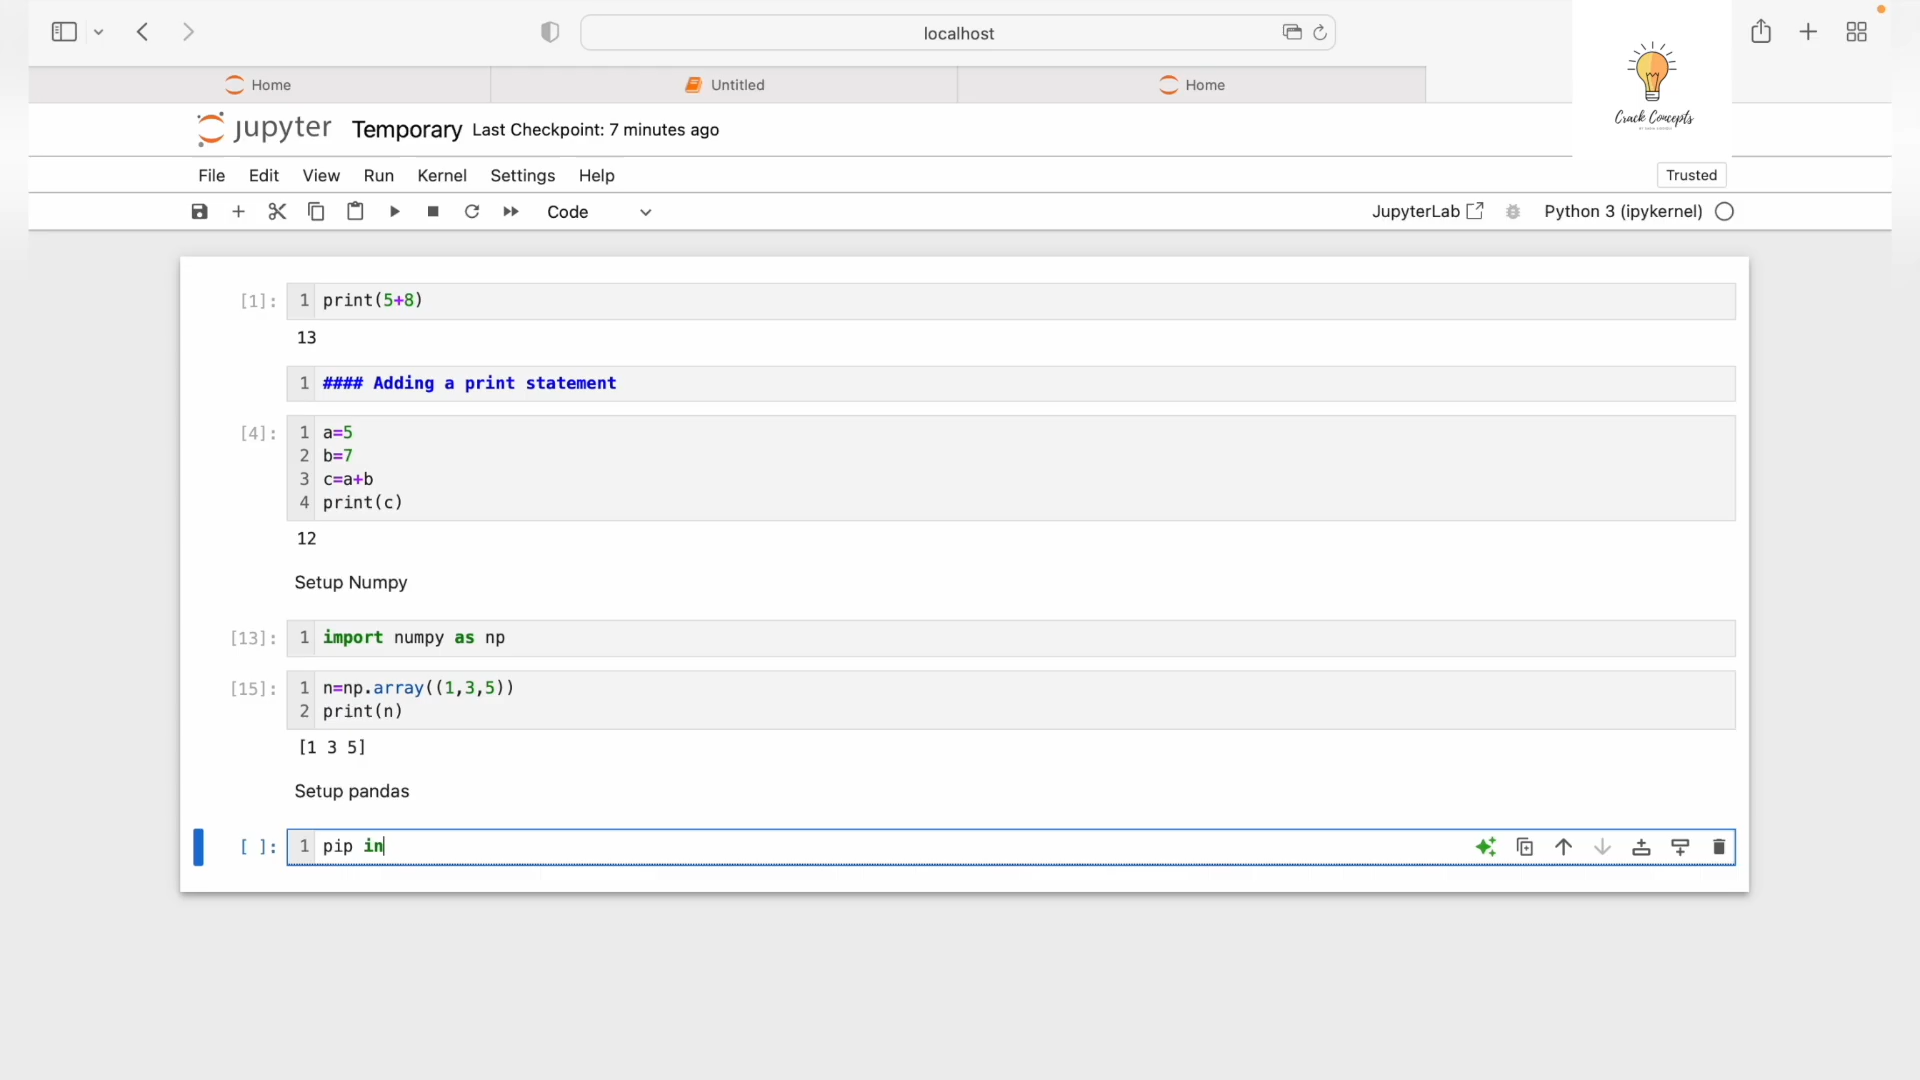 localhost
Home
Untitled
Home
Crack Concepts
jupyter Temporary Last Checkpoint: 7 minutes ago
File Edit View Run Kernel Settings Help
Trusted
Code
JupyterLab
Python 3 (ipykernel)
[1]: 1 print(5+8)
13
1 #### Adding a print statement
[4]: 1 a=5
2 b=7
3 c=a+b
4 print(c)
12
Setup Numpy
[13]: 1 import numpy as np
[15]: 1 n=np.array((1,3,5))
2 print(n)
[1 3 5]
Setup pandas
[ ]: 1 pip in